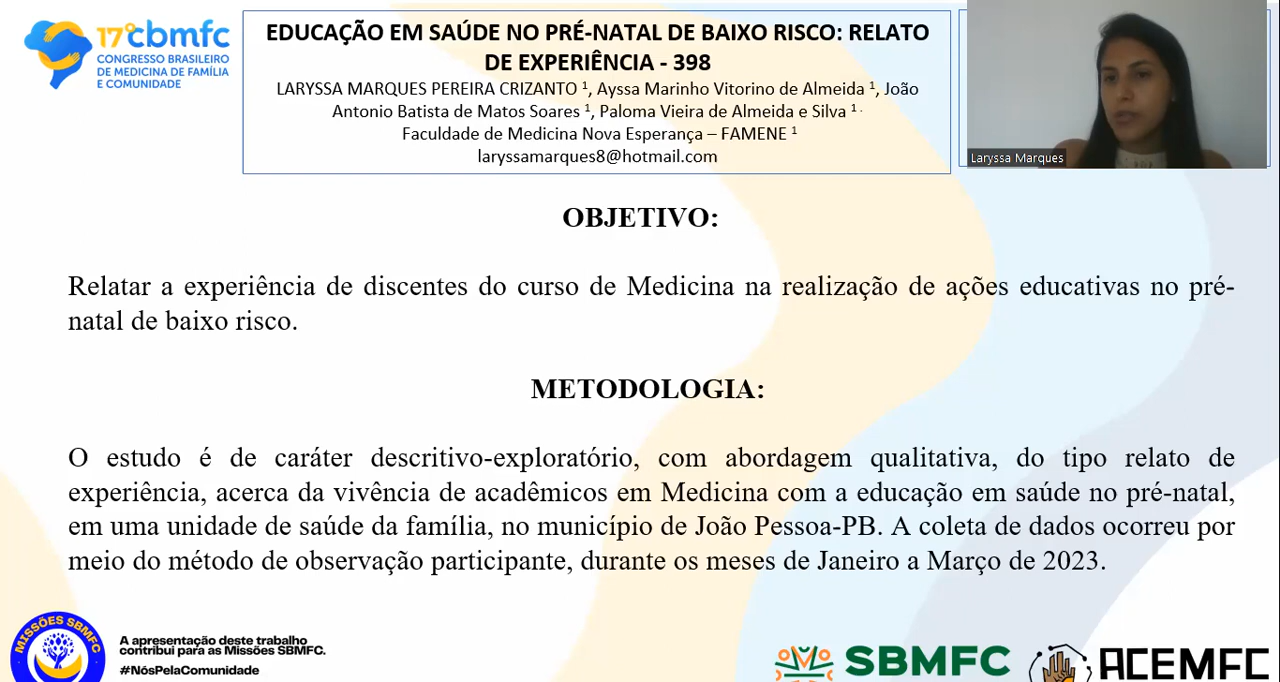 17º cbmfc
CONGRESSO BRASILEIRO
DE MEDICINA DE FAMÍLIA
E COMUNIDADE
EDUCAÇÃO EM SAÚDE NO PRÉ-NATAL DE BAIXO RISCO: RELATO
DE EXPERIÊNCIA - 398
LARYSSA MARQUES PEREIRA CRIZANTO ¹, Ayssa Marinho Vitorino de Almeida ¹, João
Antonio Batista de Matos Soares ¹, Paloma Vieira de Almeida e Silva ¹ ·
Faculdade de Medicina Nova Esperança – FAMENE ¹
laryssamarques8@hotmail.com
Laryssa Marques
OBJETIVO:
Relatar a experiência de discentes do curso de Medicina na realização de ações educativas no pré-
natal de baixo risco.
METODOLOGIA:
O estudo é de caráter descritivo-exploratório, com abordagem qualitativa, do tipo relato de
experiência, acerca da vivência de acadêmicos em Medicina com a educação em saúde no pré-natal,
em uma unidade de saúde da família, no município de João Pessoa-PB. A coleta de dados ocorreu por
meio do método de observação participante, durante os meses de Janeiro a Março de 2023.
MISSÕES SBMFC
A apresentação deste trabalho
contribui para as Missões SBMFC.
#NósPelaComunidade
SBMFC
ACEMFC